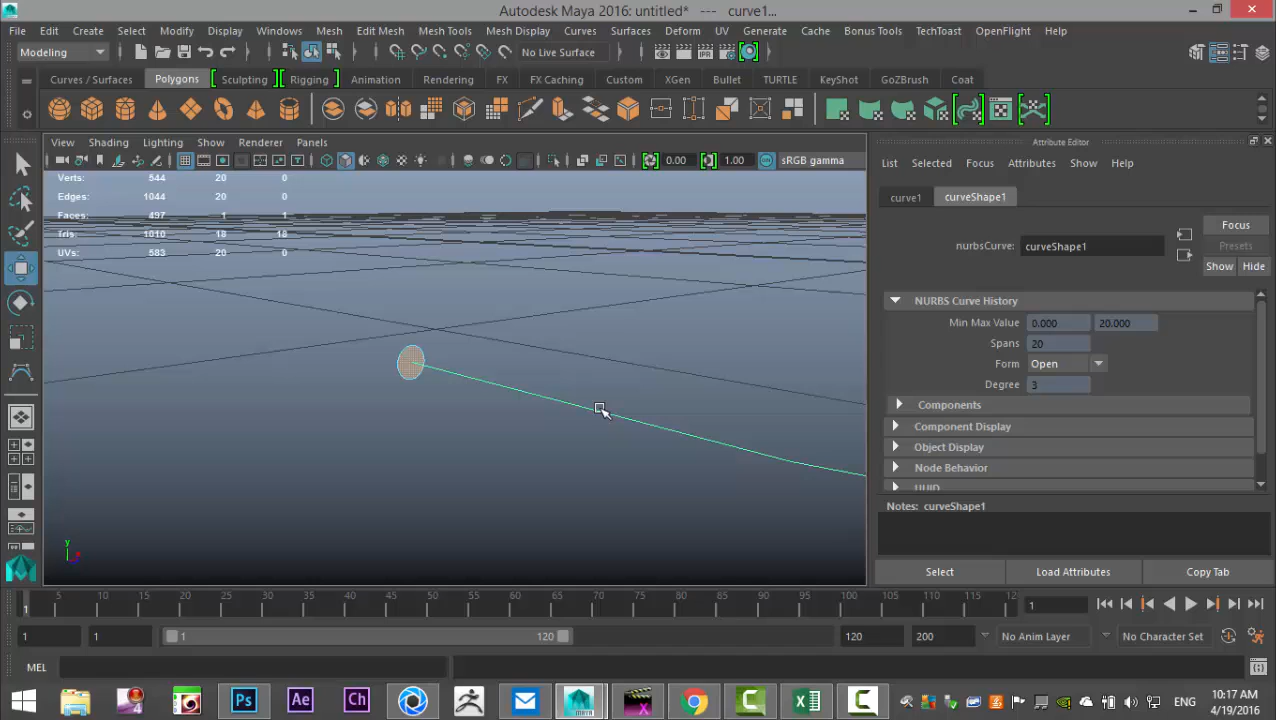 Autodesk Maya 2016: untitled* --- curve1...
File Edit Create Select Modify Display Windows Mesh Edit Mesh Mesh Tools Mesh Display Curves Surfaces Deform UV Generate Cache Bonus Tools TechToast OpenFlight Help
Modeling No Live Surface
Curves / Surfaces Polygons Sculpting Rigging Animation Rendering FX FX Caching Custom XGen Bullet TURTLE KeyShot GoZBrush Coat
View Shading Lighting Show Renderer Panels
0.00 1.00 sRGB gamma
Verts: 544 20 0
Edges: 1044 20 0
Faces: 497 1 1
Tris: 1010 18 18
UVs: 583 20 0
y
Attribute Editor
List Selected Focus Attributes Show Help
curve1 curveShape1
Focus
nurbsCurve: curveShape1 Presets
Show Hide
NURBS Curve History
Min Max Value 0.000 20.000
Spans 20
Form Open
Degree 3
Components
Component Display
Object Display
Node Behavior
UUID
Notes: curveShape1
Select Load Attributes Copy Tab
5 10 15 20 25 30 35 40 45 50 55 60 65 70 75 80 85 90 95 100 105 110 115 12
1 1
1 1 1 120 120 200 No Anim Layer No Character Set
MEL
Ps Ae Ch ENG 10:17 AM
4/19/2016